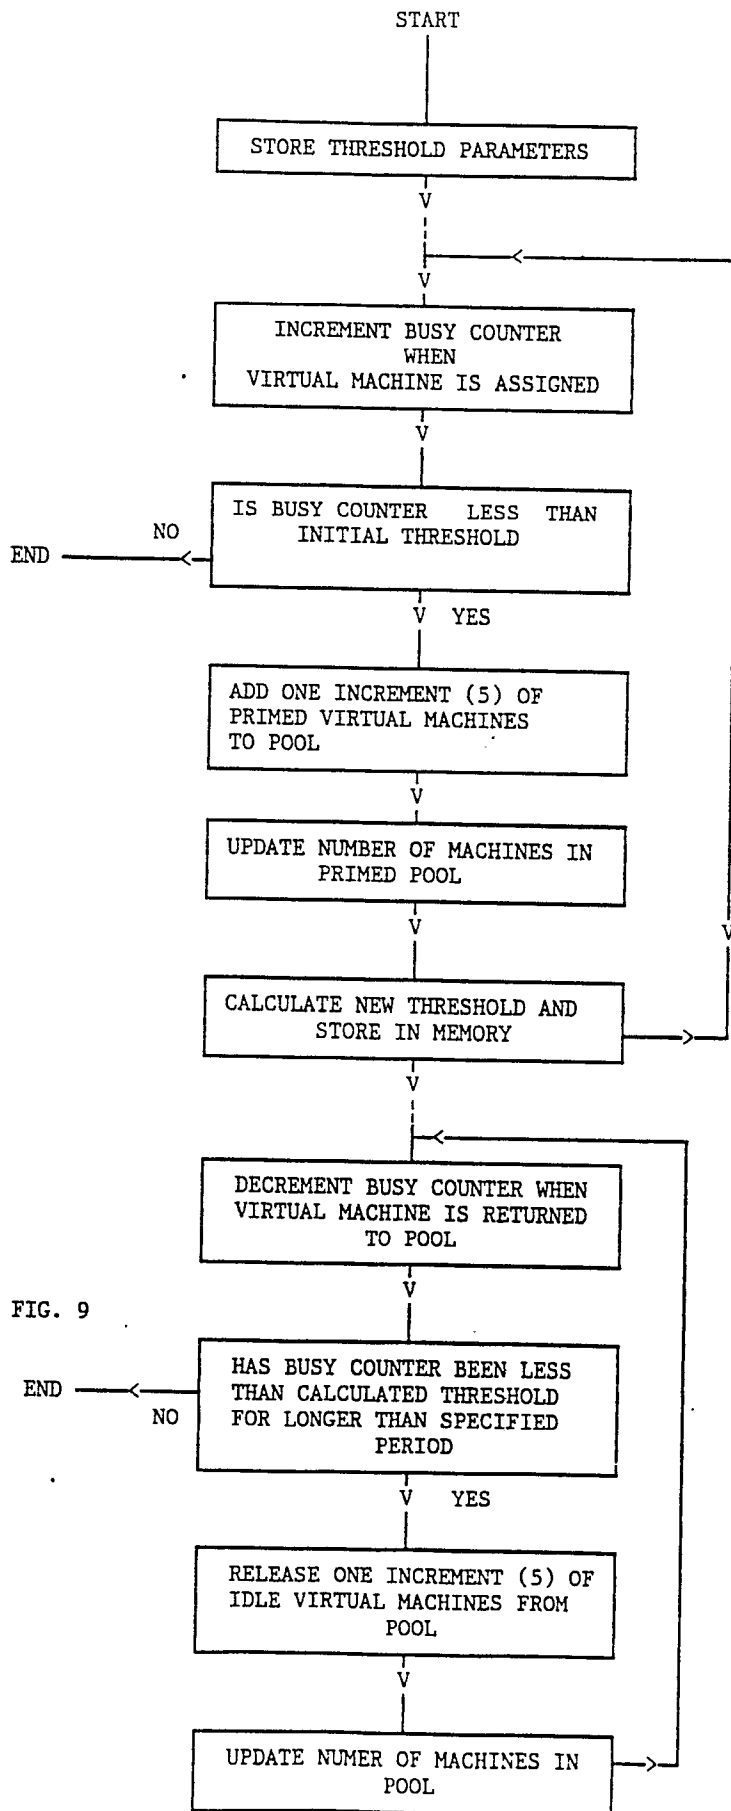 START
STORE THRESHOLD PARAMETERS
V
<
V
INCREMENT BUSY COUNTER
WHEN
VIRTUAL MACHINE IS ASSIGNED
V
IS BUSY COUNTER LESS THAN
INITIAL THRESHOLD
NO
END
<
V YES
ADD ONE INCREMENT (5) OF
PRIMED VIRTUAL MACHINES
TO POOL
V
UPDATE NUMBER OF MACHINES IN
PRIMED POOL
V
V
CALCULATE NEW THRESHOLD AND
STORE IN MEMORY
>
V
<
DECREMENT BUSY COUNTER WHEN
VIRTUAL MACHINE IS RETURNED
TO POOL
V
FIG. 9
HAS BUSY COUNTER BEEN LESS
THAN CALCULATED THRESHOLD
FOR LONGER THAN SPECIFIED
PERIOD
END
<
NO
V YES
RELEASE ONE INCREMENT (5) OF
IDLE VIRTUAL MACHINES FROM
POOL
V
UPDATE NUMER OF MACHINES IN
POOL
>